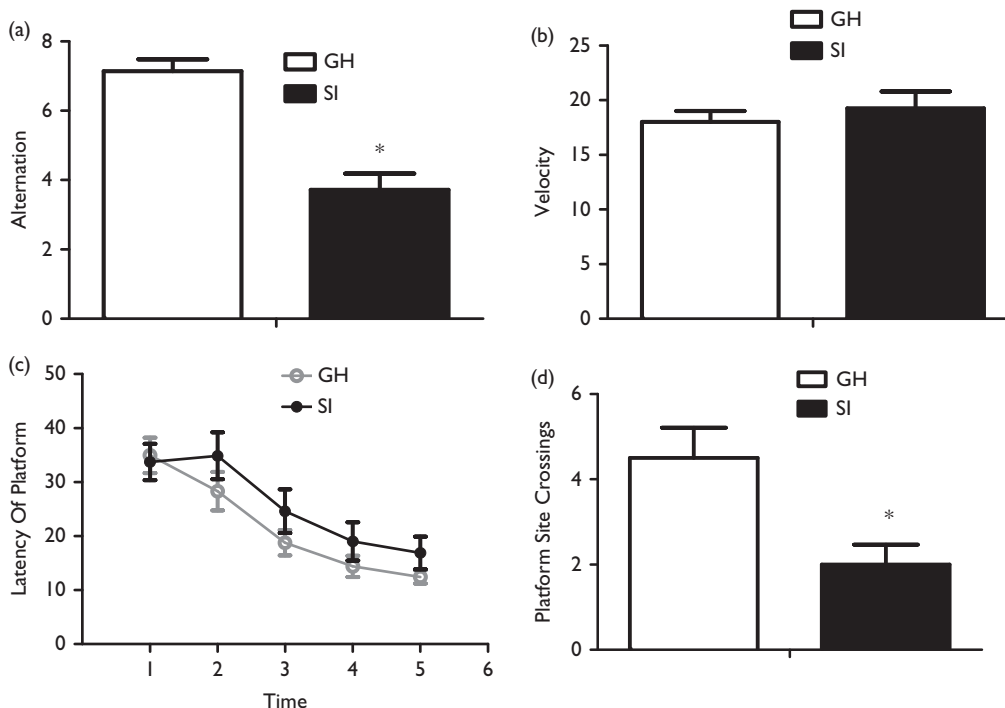 (a)
8
6
4
2
0
Alternation
GH
SI
*
(b)
25
20
15
10
5
0
Velocity
GH
SI
(c)
50
40
30
20
10
0
Latency Of Platform
GH
SI
1 2 3 4 5 6
Time
(d)
6
4
2
0
Platform Site Crossings
GH
SI
*